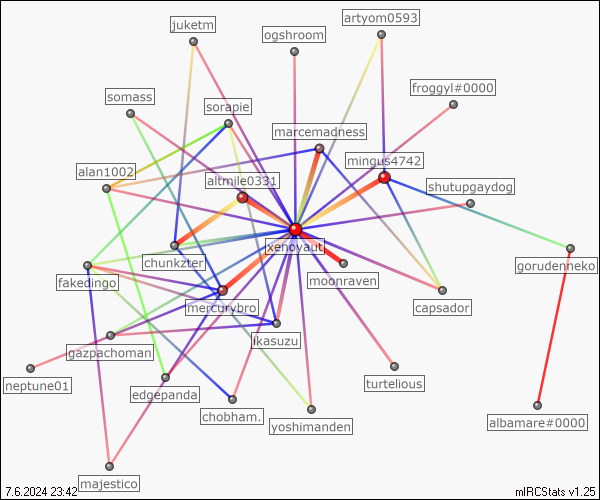 artyom0593
juketm
ogshroom
froggyl#0000
somass
sorapie
marcemadness
mingus4742
alan1002
altmile0331
shutupgaydog
xenoyaut
chunkzter
moonraven
gorudenneko
fakedingo
mercurybro
capsador
ikasuzu
gazpachoman
neptune01
turtelious
edgepanda
chobham.
yoshimanden
albamare#0000
majestico
7.6.2024 23:42
mIRCStats v1.25